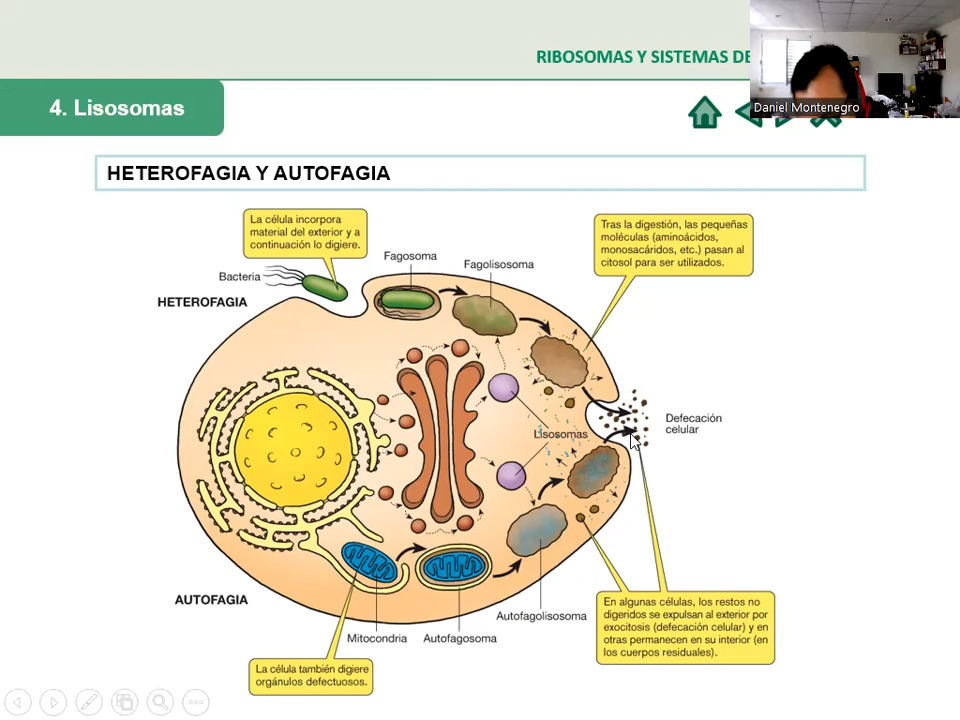 RIBOSOMAS Y SISTEMAS DE
Daniel Montenegro
4. Lisosomas
HETEROFAGIA Y AUTOFAGIA
La célula incorpora
material del exterior y a
continuación lo digiere.
Tras la digestión, las pequeñas
moléculas (aminoácidos,
monosacáridos, etc.) pasan al
citosol para ser utilizados.
Fagosoma
Fagolisosoma
Bacteria
HETEROFAGIA
Defecación
celular
Lisosomas
AUTOFAGIA
Autofagolisosoma
Mitocondria
Autofagosoma
En algunas células, los restos no
digeridos se expulsan al exterior por
exocitosis (defecación celular) y en
otras permanecen en su interior (en
los cuerpos residuales).
La célula también digiere
orgánulos defectuosos.